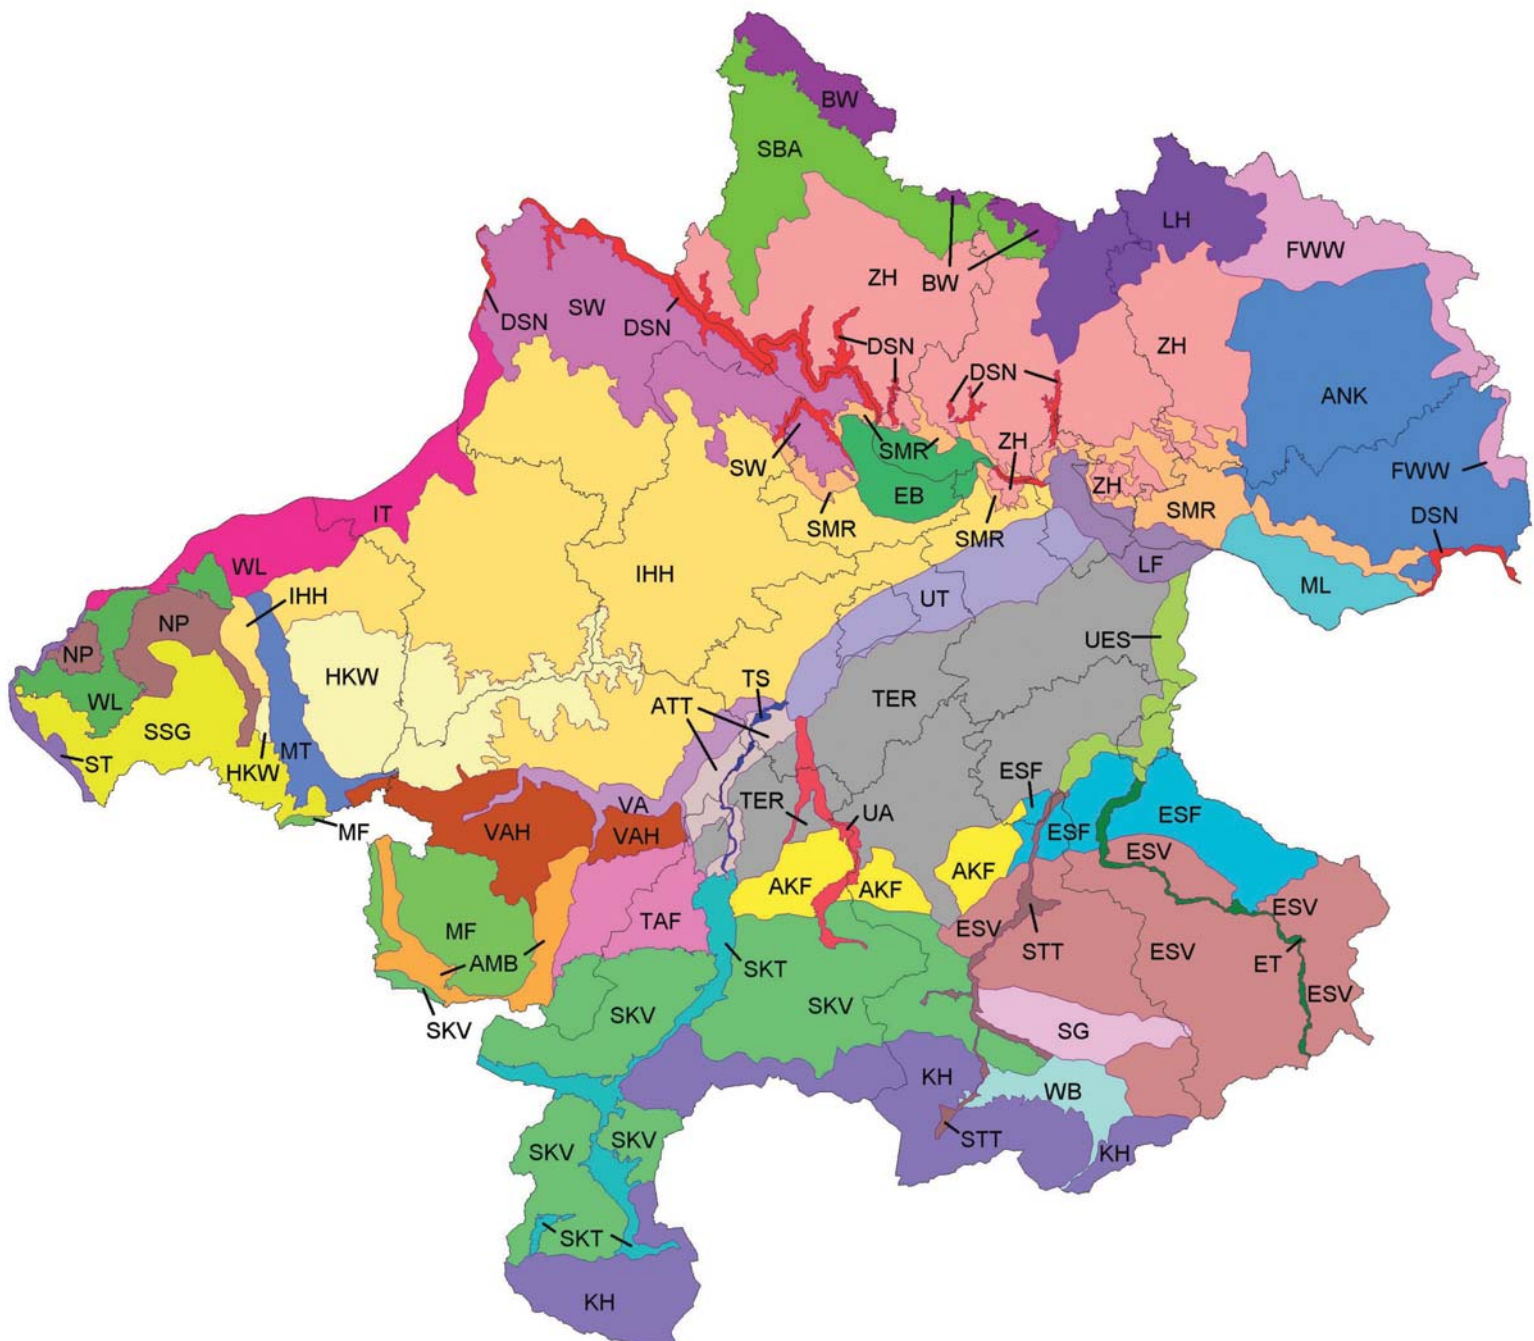 BW
SBA
LH
FWW
ZH
BW
SW
DSN
DSN
DSN
ZH
DSN
ANK
SMR
ZH
SW
FWW
EB
ZH
IT
SMR
SMR
SMR
DSN
WL
IHH
LF
ML
IHH
UT
NP
UES
NP
HKW
TS
TER
WL
ATT
SSG
MT
ST
HKW
ESF
VA
TER
UA
ESF
MF
VAH
VAH
ESF
ESV
AKF
AKF
AKF
ESV
TAF
MF
ESV
STT
ESV
AMB
SKT
ET
ESV
SKV
SKV
SKV
SG
KH
WB
SKV
SKV
STT
KH
SKT
KH